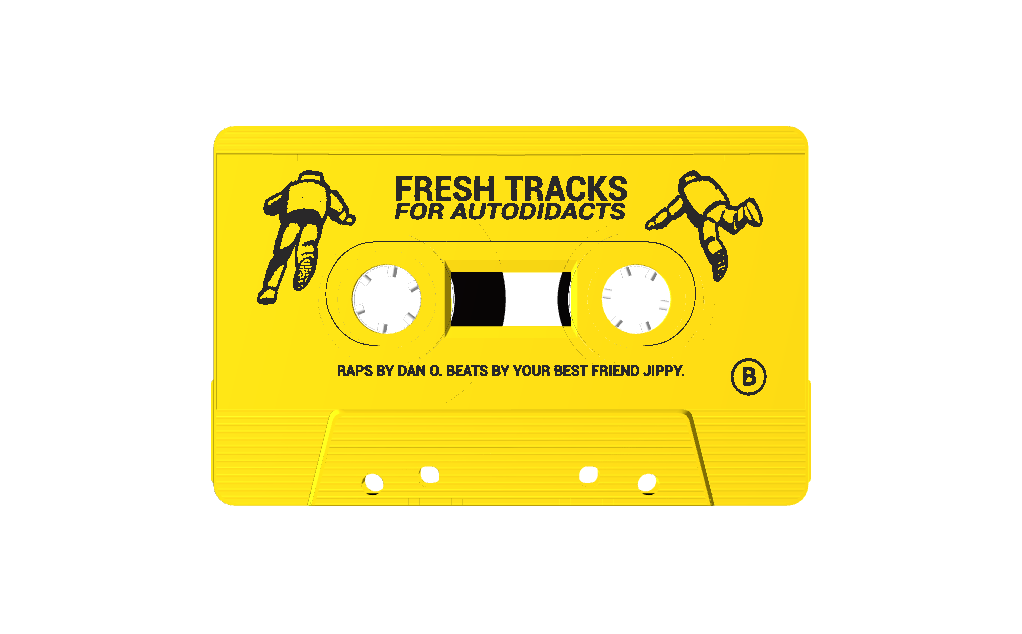 FRESH TRACKS
FOR AUTODIDACTS
RAPS BY DAN O. BEATS BY YOUR BEST FRIEND JIPPY.
B